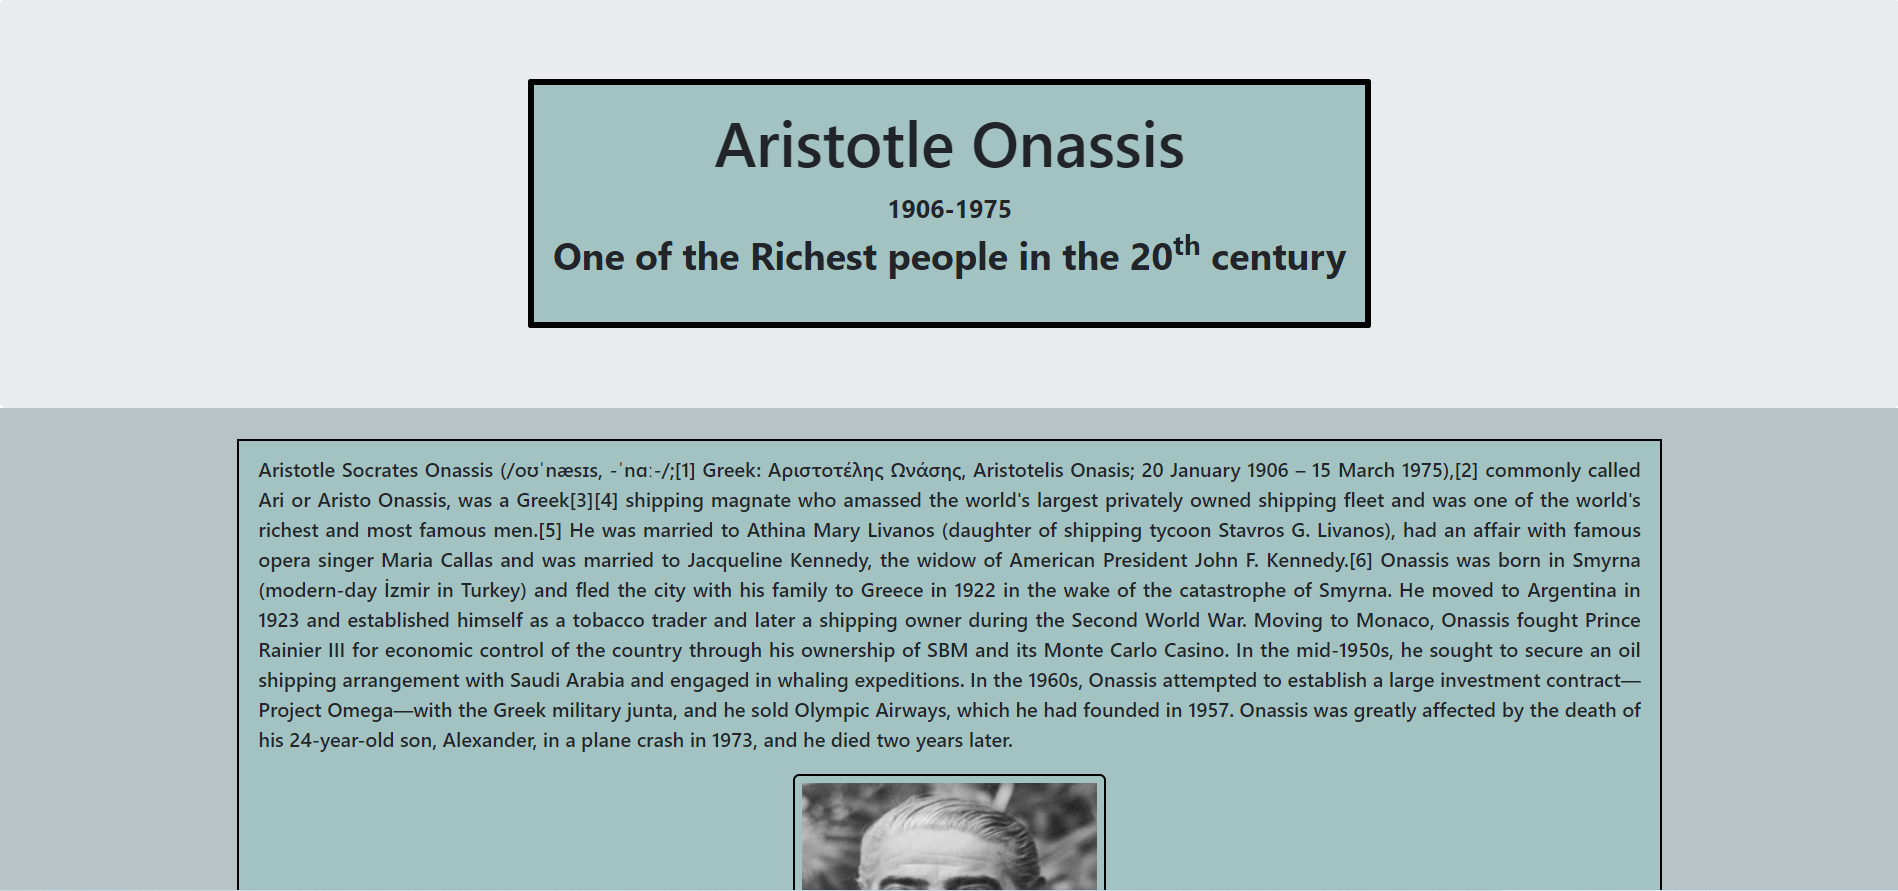 Aristotle Onassis
1906-1975
One of the Richest people in the 20th century
Aristotle Socrates Onassis (/oʊˈnæsɪs, -ˈnɑː-/;[1] Greek: Αριστοτέλης Ωνάσης, Aristotelis Onasis; 20 January 1906 – 15 March 1975),[2] commonly called
Ari or Aristo Onassis, was a Greek[3][4] shipping magnate who amassed the world's largest privately owned shipping fleet and was one of the world's
richest and most famous men.[5] He was married to Athina Mary Livanos (daughter of shipping tycoon Stavros G. Livanos), had an affair with famous
opera singer Maria Callas and was married to Jacqueline Kennedy, the widow of American President John F. Kennedy.[6] Onassis was born in Smyrna
(modern-day İzmir in Turkey) and fled the city with his family to Greece in 1922 in the wake of the catastrophe of Smyrna. He moved to Argentina in
1923 and established himself as a tobacco trader and later a shipping owner during the Second World War. Moving to Monaco, Onassis fought Prince
Rainier III for economic control of the country through his ownership of SBM and its Monte Carlo Casino. In the mid-1950s, he sought to secure an oil
shipping arrangement with Saudi Arabia and engaged in whaling expeditions. In the 1960s, Onassis attempted to establish a large investment contract—
Project Omega—with the Greek military junta, and he sold Olympic Airways, which he had founded in 1957. Onassis was greatly affected by the death of
his 24-year-old son, Alexander, in a plane crash in 1973, and he died two years later.